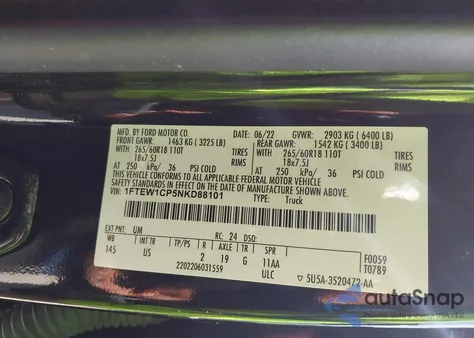 MFD. BY FORD MOTOR CO. 06/22 GVWR: 2903 KG ( 6400 LB)
FRONT GAWR: 1463 KG ( 3225 LB) REAR GAWR: 1542 KG ( 3400 LB)
265/60R18 110T TIRES 265/60R18 110T TIRES
18x7.5J RIMS 18x7.5J RIMS
AT 250 kPa/ 36 PSI COLD AT 250 kPa/ 36 PSI COLD
THIS VEHICLE CONFORMS TO ALL APPLICABLE FEDERAL MOTOR VEHICLE
SAFETY, BUMPER, AND THEFT PREVENTION STANDARDS IN EFFECT ON THE DATE OF MANUFACTURE
VIN: 1FTEW1CP5NKD88101 TYPE: Truck
EXT PNT: UM RC: 24 DSO: F0059
WB INT TR TP/PS R AXLE TR SPR T0789
145 US 2 19 G 11AA
2202206031559 ULC
5U5A-3520472-AA
autoSnap